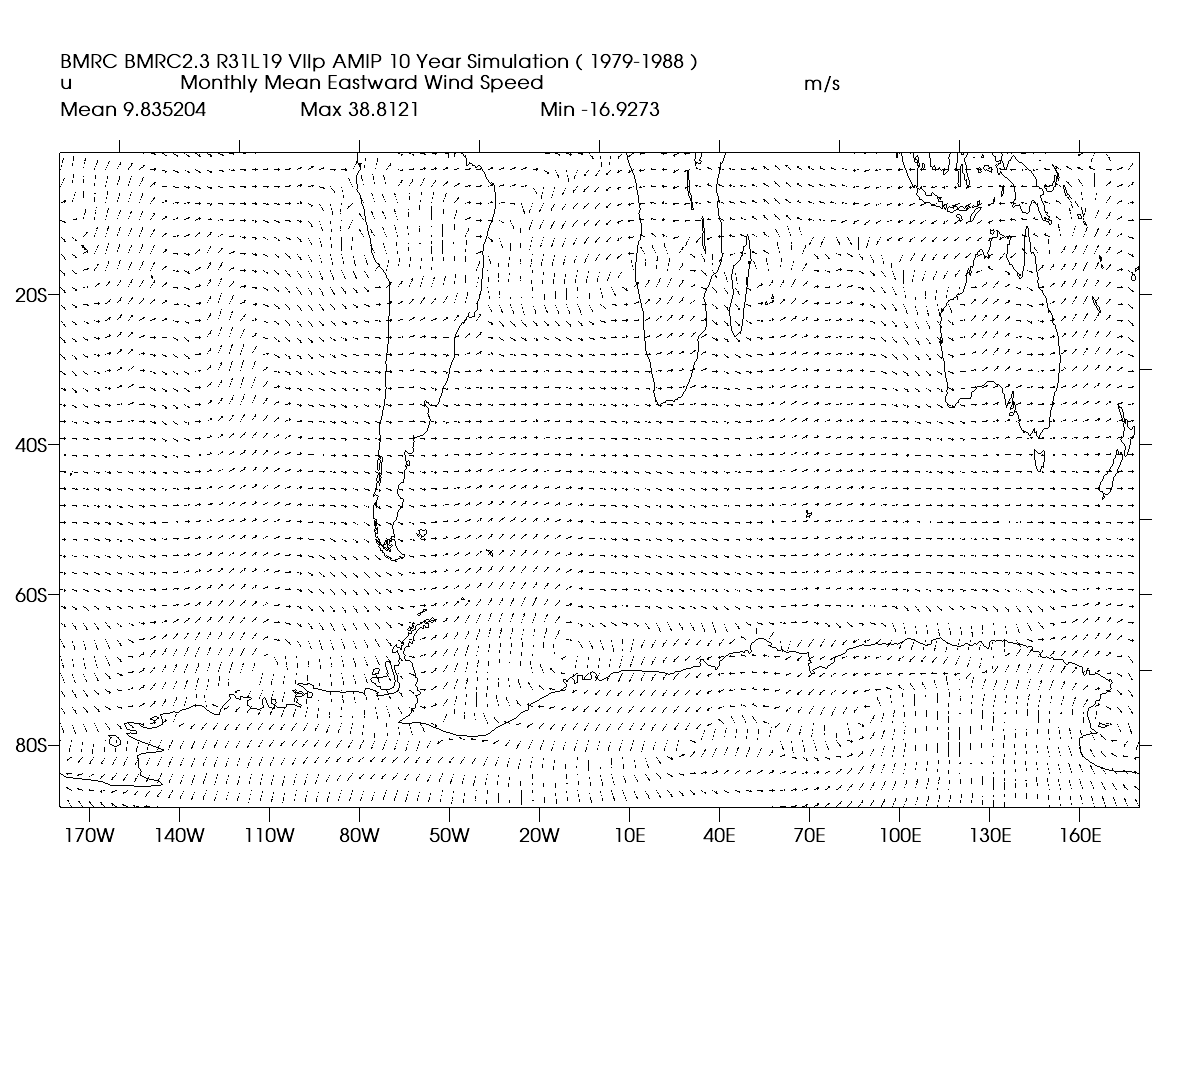 BMRC BMRC2.3 R31L19 VIIp AMIP 10 Year Simulation ( 1979-1988 )
u Monthly Mean Eastward Wind Speed m/s
Mean 9.835204 Max 38.8121 Min -16.9273
20S
40S
60S
80S
170W 140W 110W 80W 50W 20W 10E 40E 70E 100E 130E 160E